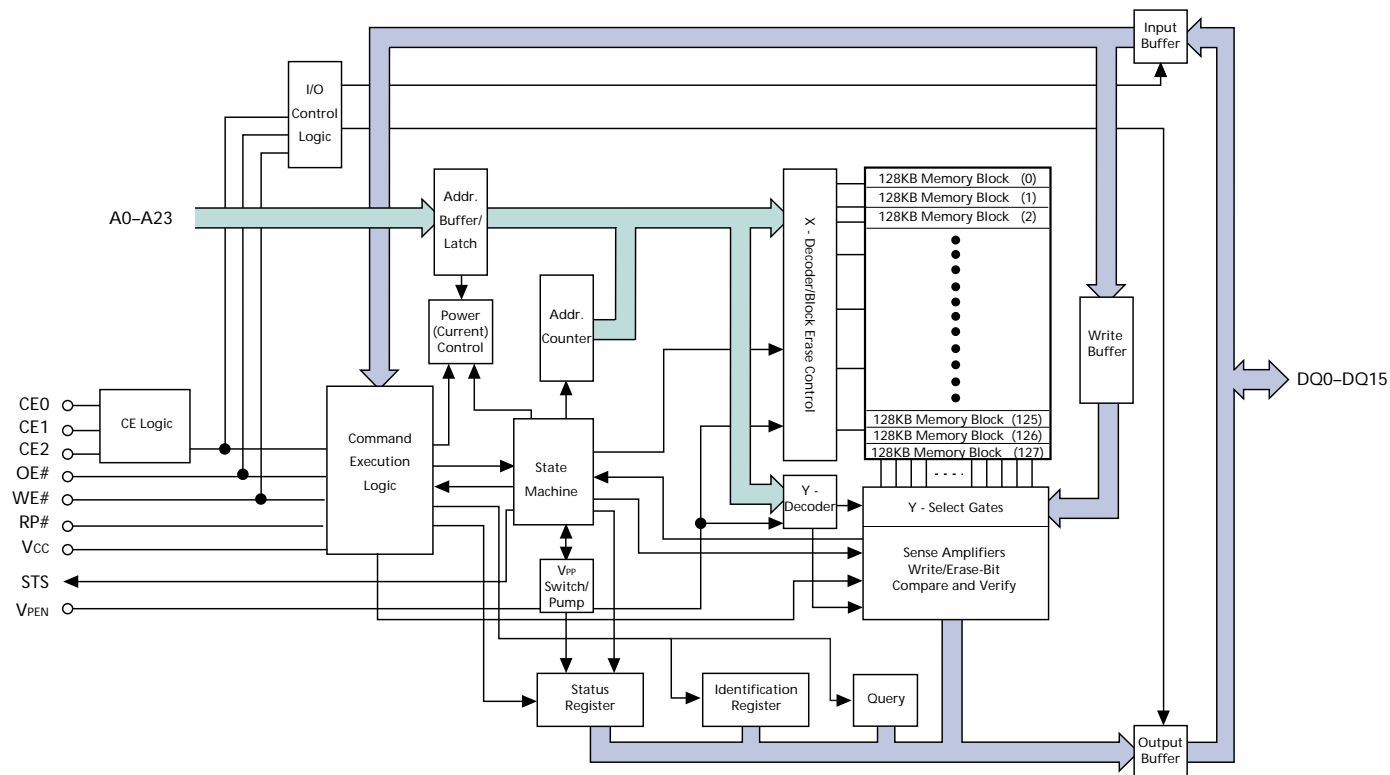 Input
Buffer
I/O
Control
Logic
A0–A23
Addr.
Buffer/
Latch
X - Decoder/Block Erase Control
128KB Memory Block (0)
128KB Memory Block (1)
128KB Memory Block (2)
Power
(Current)
Control
Addr.
Counter
Write
Buffer
DQ0–DQ15
CE0
CE1
CE2
OE#
WE#
RP#
VCC
STS
VPEN
CE Logic
Command
Execution
Logic
State
Machine
128KB Memory Block (125)
128KB Memory Block (126)
128KB Memory Block (127)
Y -
Decoder
Y - Select Gates
Sense Amplifiers
Write/Erase-Bit
Compare and Verify
VPP
Switch/
Pump
Status
Register
Identification
Register
Query
Output
Buffer